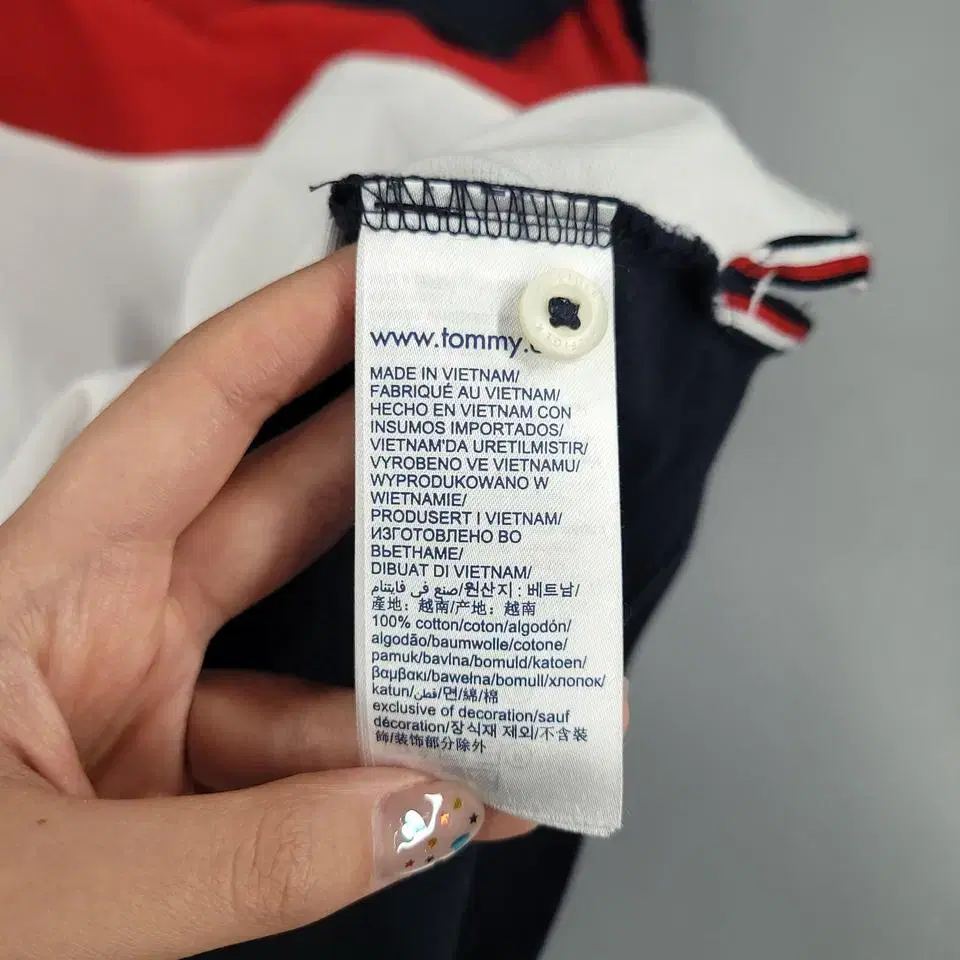 www.tommy.
MADE IN VIETNAM/
FABRIQUÉ AU VIETNAM/
HECHO EN VIETNAM CON
INSUMOS IMPORTADOS/
VIETNAM'DA URETILMISTIR/
VYROBENO VE VIETNAMU/
WYPRODUKOWANO W
WIETNAMIE/
PRODUSERT I VIETNAM/
ИЗГОТОВЛЕНО ВО
ВЬЕТНАМЕ/
DIBUAT DI VIETNAM/
صنع في فايتنام/원산지 : 베트남/
產地：越南/产地：越南
100% cotton/coton/algodón/
algodão/baumwolle/cotone/
pamuk/bavlna/bomuld/katoen/
βαμβακι/bawełna/bomull/хлопок/
katun/قطن/면/綿/棉
exclusive of decoration/sauf
décoration/장식재 제외/不含裝
飾/装饰部分除外